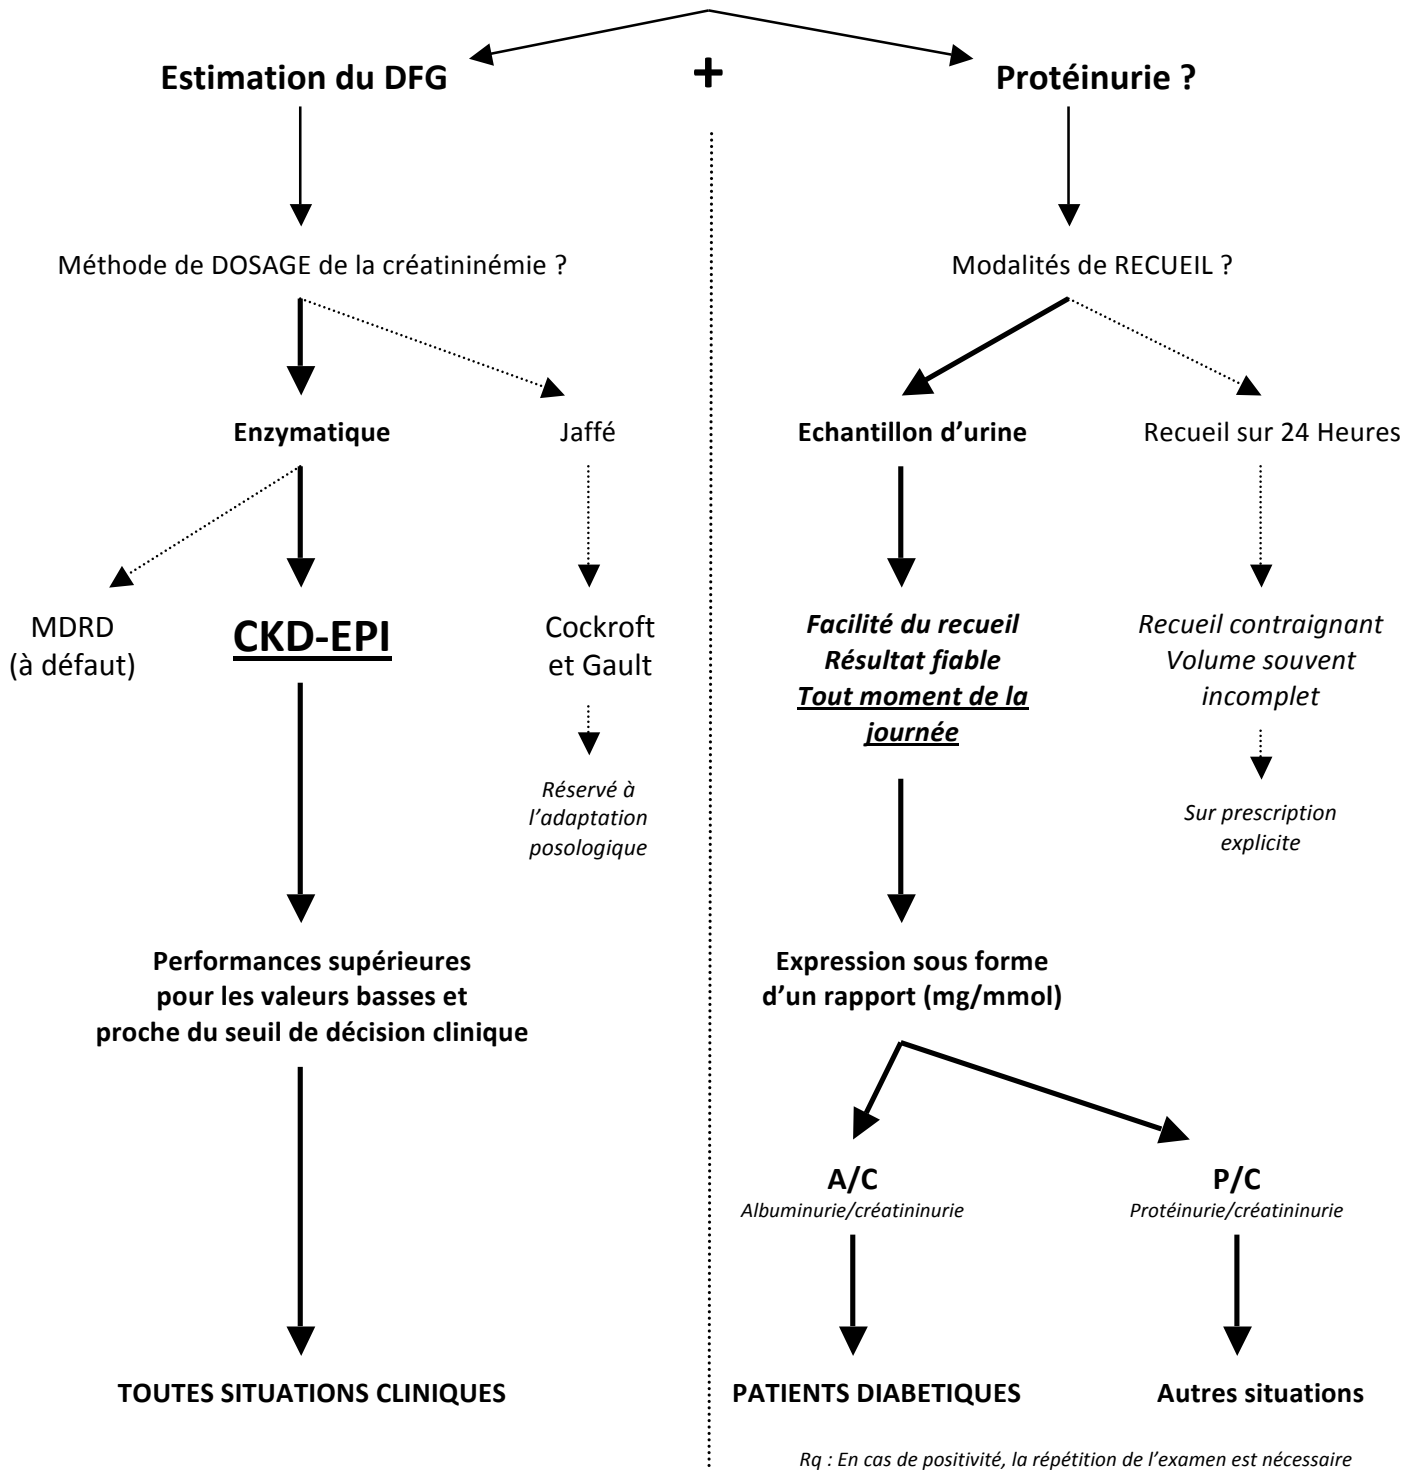 Estimation du DFG
+
Protéinurie ?
Méthode de DOSAGE de la créatininémie ?
Modalités de RECUEIL ?
Enzymatique
Jaffé
Echantillon d'urine
Recueil sur 24 Heures
MDRD
(à défaut)
CKD-EPI
Cockroft
et Gault
Facilité du recueil
Résultat fiable
Tout moment de la
journée
Recueil contraignant
Volume souvent
incomplet
Réservé à
l'adaptation
posologique
Sur prescription
explicite
Performances supérieures
pour les valeurs basses et
proche du seuil de décision clinique
Expression sous forme
d'un rapport (mg/mmol)
A/C
Albuminurie/créatininurie
P/C
Protéinurie/créatininurie
TOUTES SITUATIONS CLINIQUES
PATIENTS DIABETIQUES
Autres situations
Rq : En cas de positivité, la répétition de l'examen est nécessaire